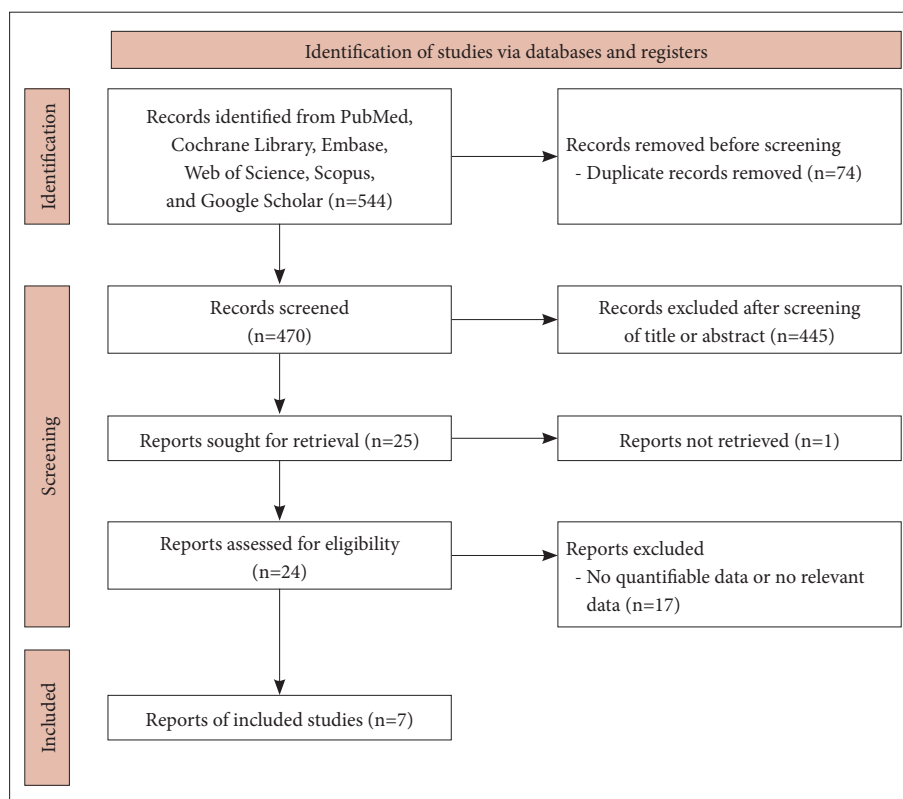 Identification of studies via databases and registers
Identification
Records identified from PubMed,
Cochrane Library, Embase,
Web of Science, Scopus,
and Google Scholar (n=544)
Records removed before screening
- Duplicate records removed (n=74)
Screening
Records screened
(n=470)
Records excluded after screening
of title or abstract (n=445)
Reports sought for retrieval (n=25)
Reports not retrieved (n=1)
Reports assessed for eligibility
(n=24)
Reports excluded
- No quantifiable data or no relevant
data (n=17)
Included
Reports of included studies (n=7)